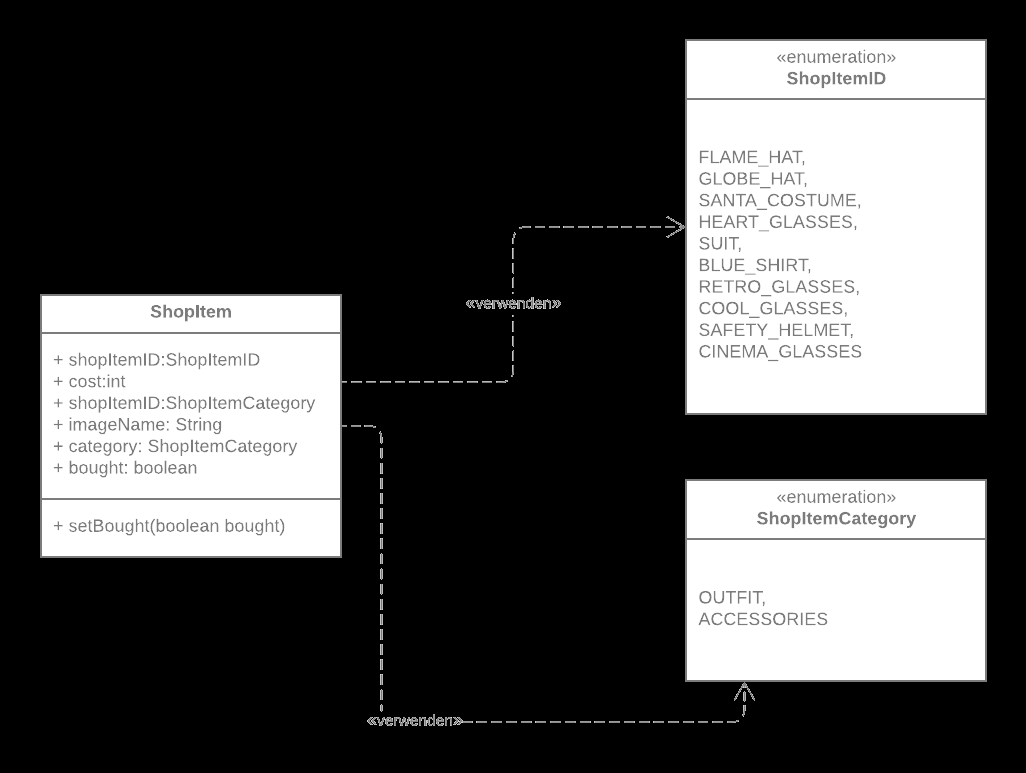 «enumeration»
ShopItemID
FLAME_HAT,
GLOBE_HAT,
SANTA_COSTUME,
HEART_GLASSES,
SUIT,
BLUE_SHIRT,
RETRO_GLASSES,
COOL_GLASSES,
SAFETY_HELMET,
CINEMA_GLASSES
«verwenden»
ShopItem
+ shopItemID:ShopItemID
+ cost:int
+ shopItemID:ShopItemCategory
+ imageName: String
+ category: ShopItemCategory
+ bought: boolean
+ setBought(boolean bought)
«enumeration»
ShopItemCategory
OUTFIT,
ACCESSORIES
«verwenden»